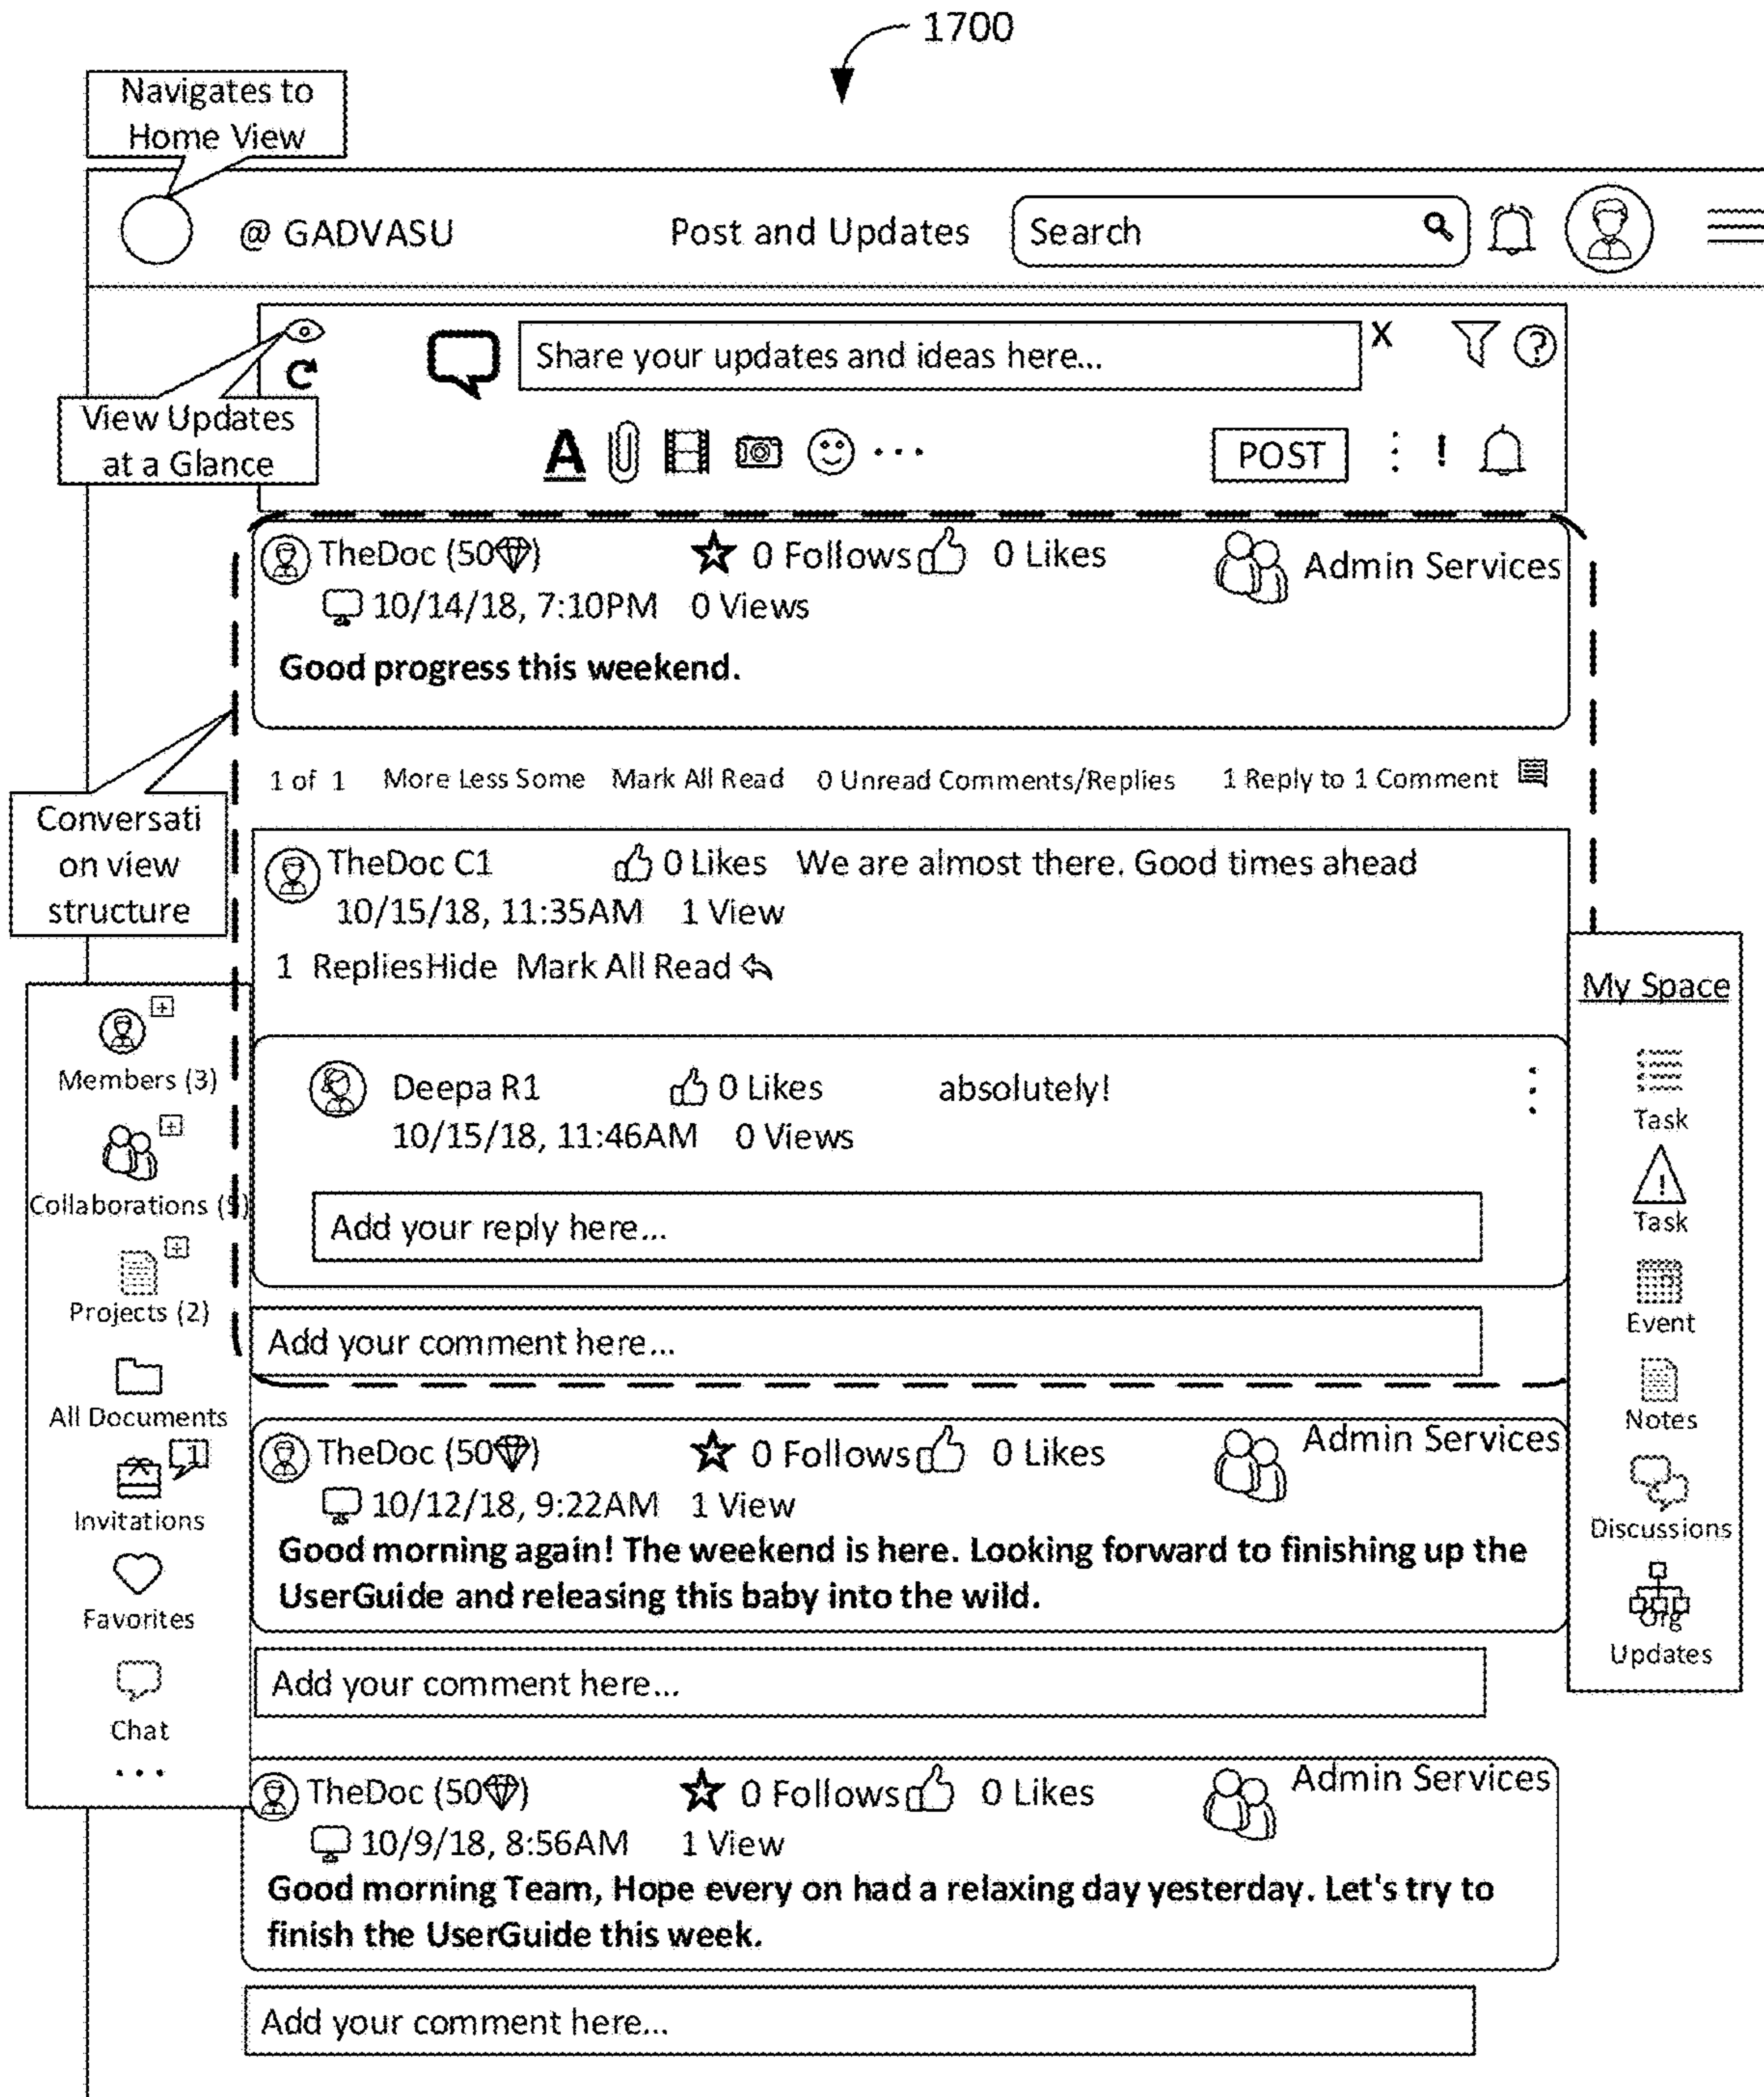 1700
Navigates to
Home View
@ GADVASU Post and Updates Search
Share your updates and ideas here... X ?
View Updates
at a Glance
A ... POST ⋮ !
TheDoc (50) 0 Follows 0 Likes Admin Services
10/14/18, 7:10PM 0 Views
Good progress this weekend.
1 of 1 More Less Some Mark All Read 0 Unread Comments/Replies 1 Reply to 1 Comment
Conversati
on view
structure
TheDoc C1 0 Likes We are almost there. Good times ahead
10/15/18, 11:35AM 1 View
1 RepliesHide Mark All Read
Deepa R1 0 Likes absolutely!
10/15/18, 11:46AM 0 Views
Add your reply here...
Add your comment here...
Members (3)
Collaborations (5)
Projects (2)
All Documents
1
Invitations
Favorites
Chat
...
My Space
Task
!
Task
Event
Notes
Discussions
Org
Updates
TheDoc (50) 0 Follows 0 Likes Admin Services
10/12/18, 9:22AM 1 View
Good morning again! The weekend is here. Looking forward to finishing up the
UserGuide and releasing this baby into the wild.
Add your comment here...
TheDoc (50) 0 Follows 0 Likes Admin Services
10/9/18, 8:56AM 1 View
Good morning Team, Hope every on had a relaxing day yesterday. Let's try to
finish the UserGuide this week.
Add your comment here...